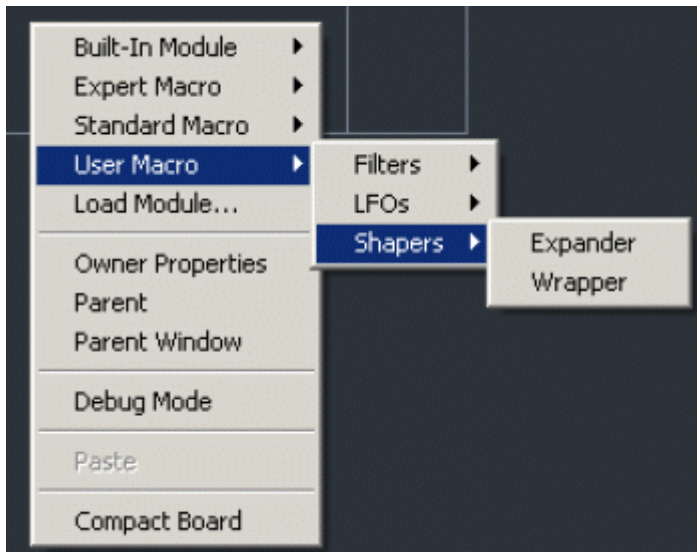 Built-In Module
Expert Macro
Standard Macro
User Macro
Load Module...
Owner Properties
Parent
Parent Window
Debug Mode
Paste
Compact Board
Filters
LFOs
Shapers
Expander
Wrapper